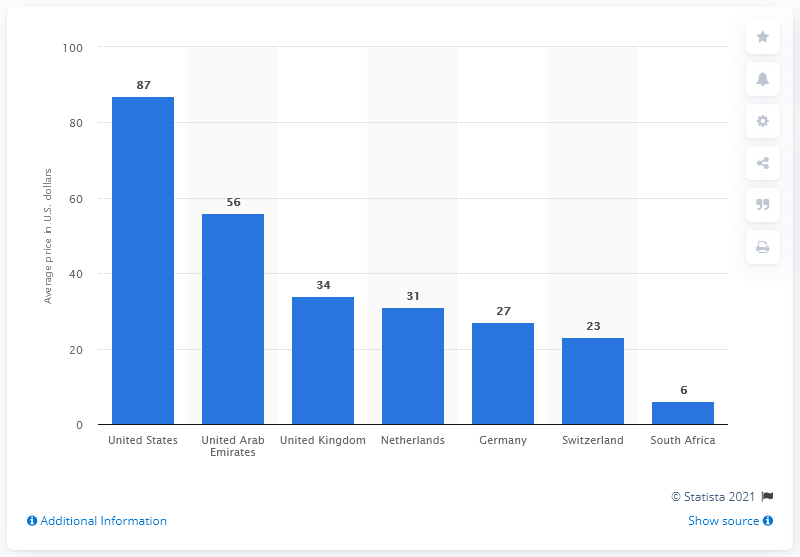 100
80
60
40
20
0
Average price in U.S. dollars
87
56
34
31
27
23
6
United States
United Arab
Emirates
United Kingdom
Netherlands
Germany
Switzerland
South Africa
© Statista 2021
Additional Information
Show source